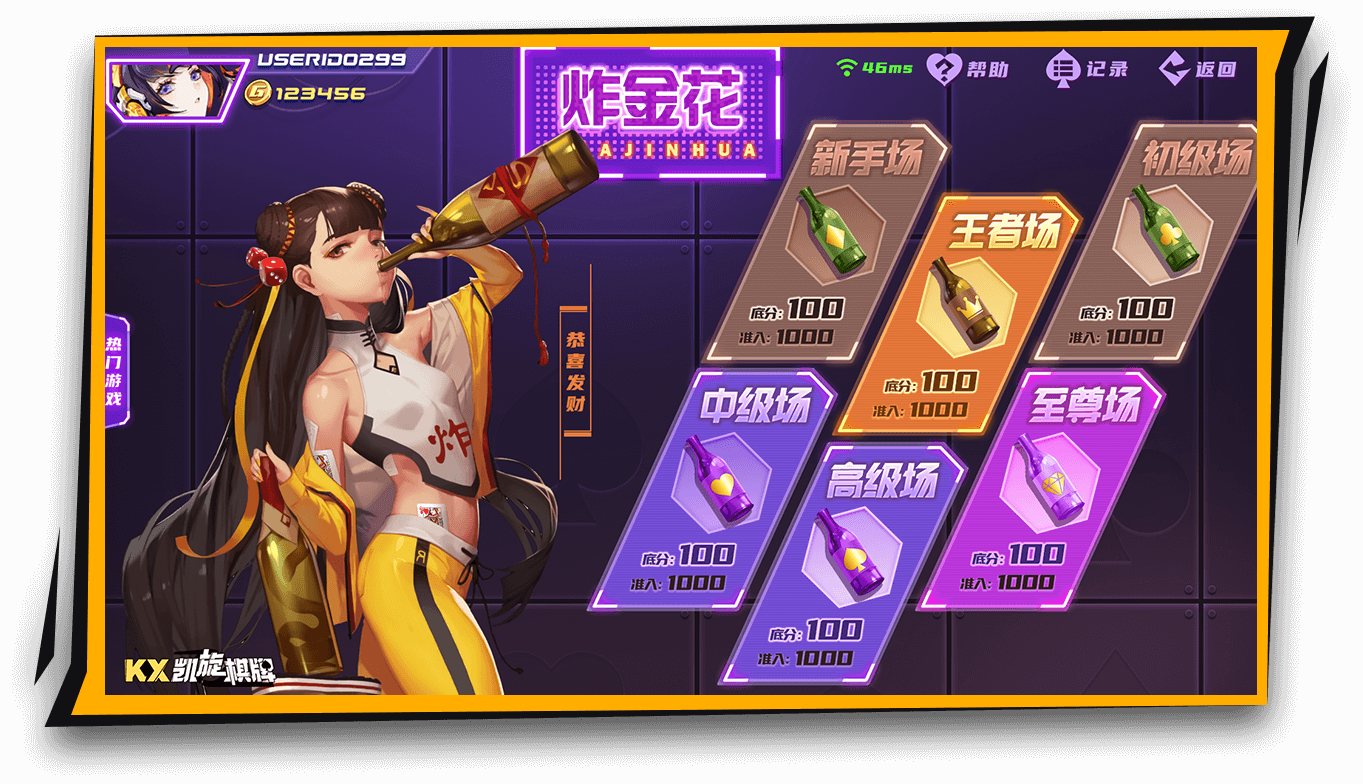 USERID0299
123456
炸金花
AJINHUA
46ms
帮助
记录
返回
新手场
底分: 100
准入: 1000
王者场
底分: 100
准入: 1000
初级场
底分: 100
准入: 1000
中级场
底分: 100
准入: 1000
高级场
底分: 100
准入: 1000
至尊场
底分: 100
准入: 1000
恭喜发财
热门游戏
炸
KX凯旋棋牌